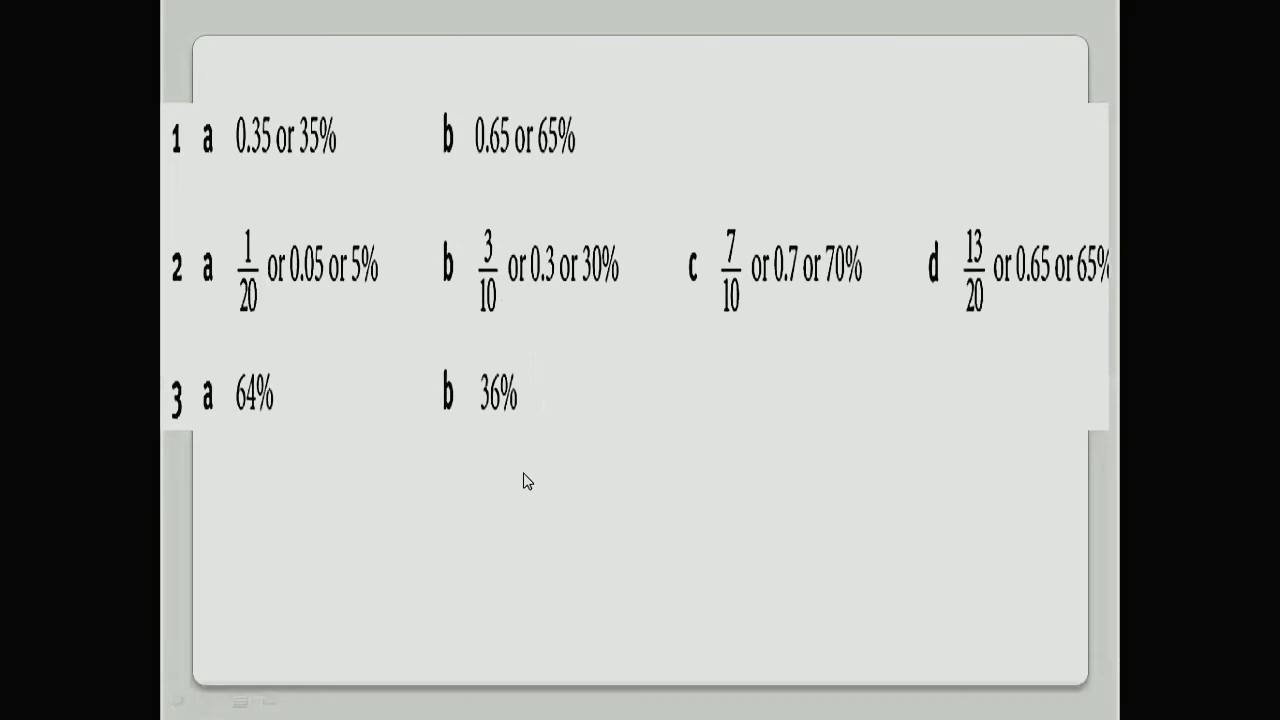 1 a 0.35 or 35% b 0.65 or 65%
2 a 1/20 or 0.05 or 5% b 3/10 or 0.3 or 30% c 7/10 or 0.7 or 70% d 13/20 or 0.65 or 65%
3 a 64% b 36%